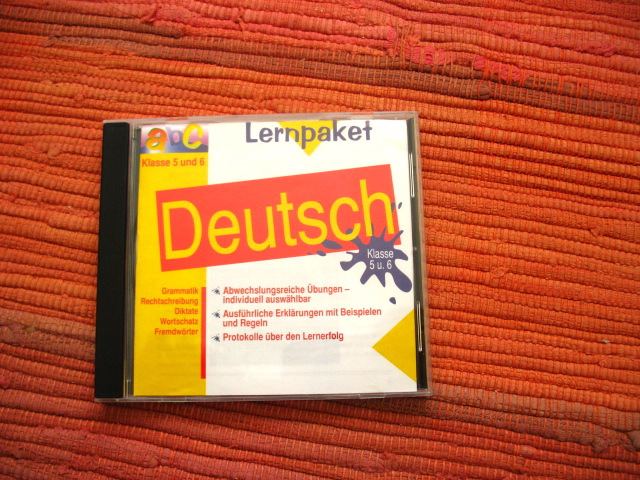 abc
Lernpaket
Klasse 5 und 6
Deutsch
Klasse
5 u. 6
Grammatik
Rechtschreibung
Diktate
Wortschatz
Fremdwörter
Abwechslungsreiche Übungen –
individuell auswählbar
Ausführliche Erklärungen mit Beispielen
und Regeln
Protokolle über den Lernerfolg